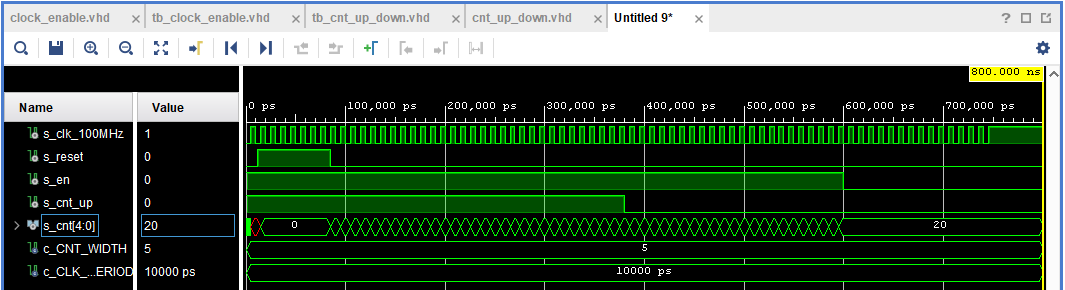 clock_enable.vhd tb_clock_enable.vhd tb_cnt_up_down.vhd cnt_up_down.vhd Untitled 9*
800.000 ns
Name Value 0 ps 100,000 ps 200,000 ps 300,000 ps 400,000 ps 500,000 ps 600,000 ps 700,000 ps
s_clk_100MHz 1
s_reset 0
s_en 0
s_cnt_up 0
s_cnt[4:0] 20 0 20
c_CNT_WIDTH 5 5
c_CLK_...ERIOD 10000 ps 10000 ps